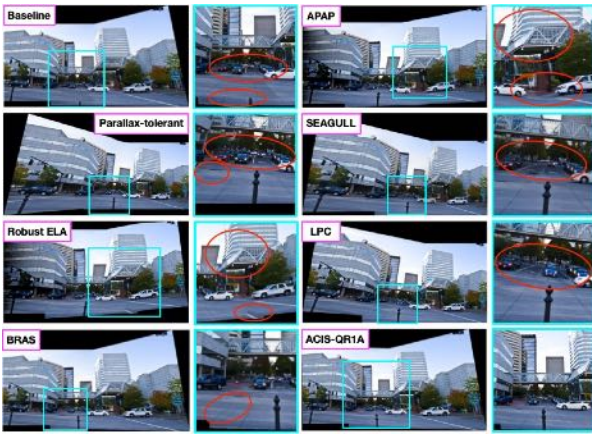 Baseline
APAP
Parallax-tolerant
SEAGULL
Robust ELA
LPC
BRAS
ACIS-QR1A